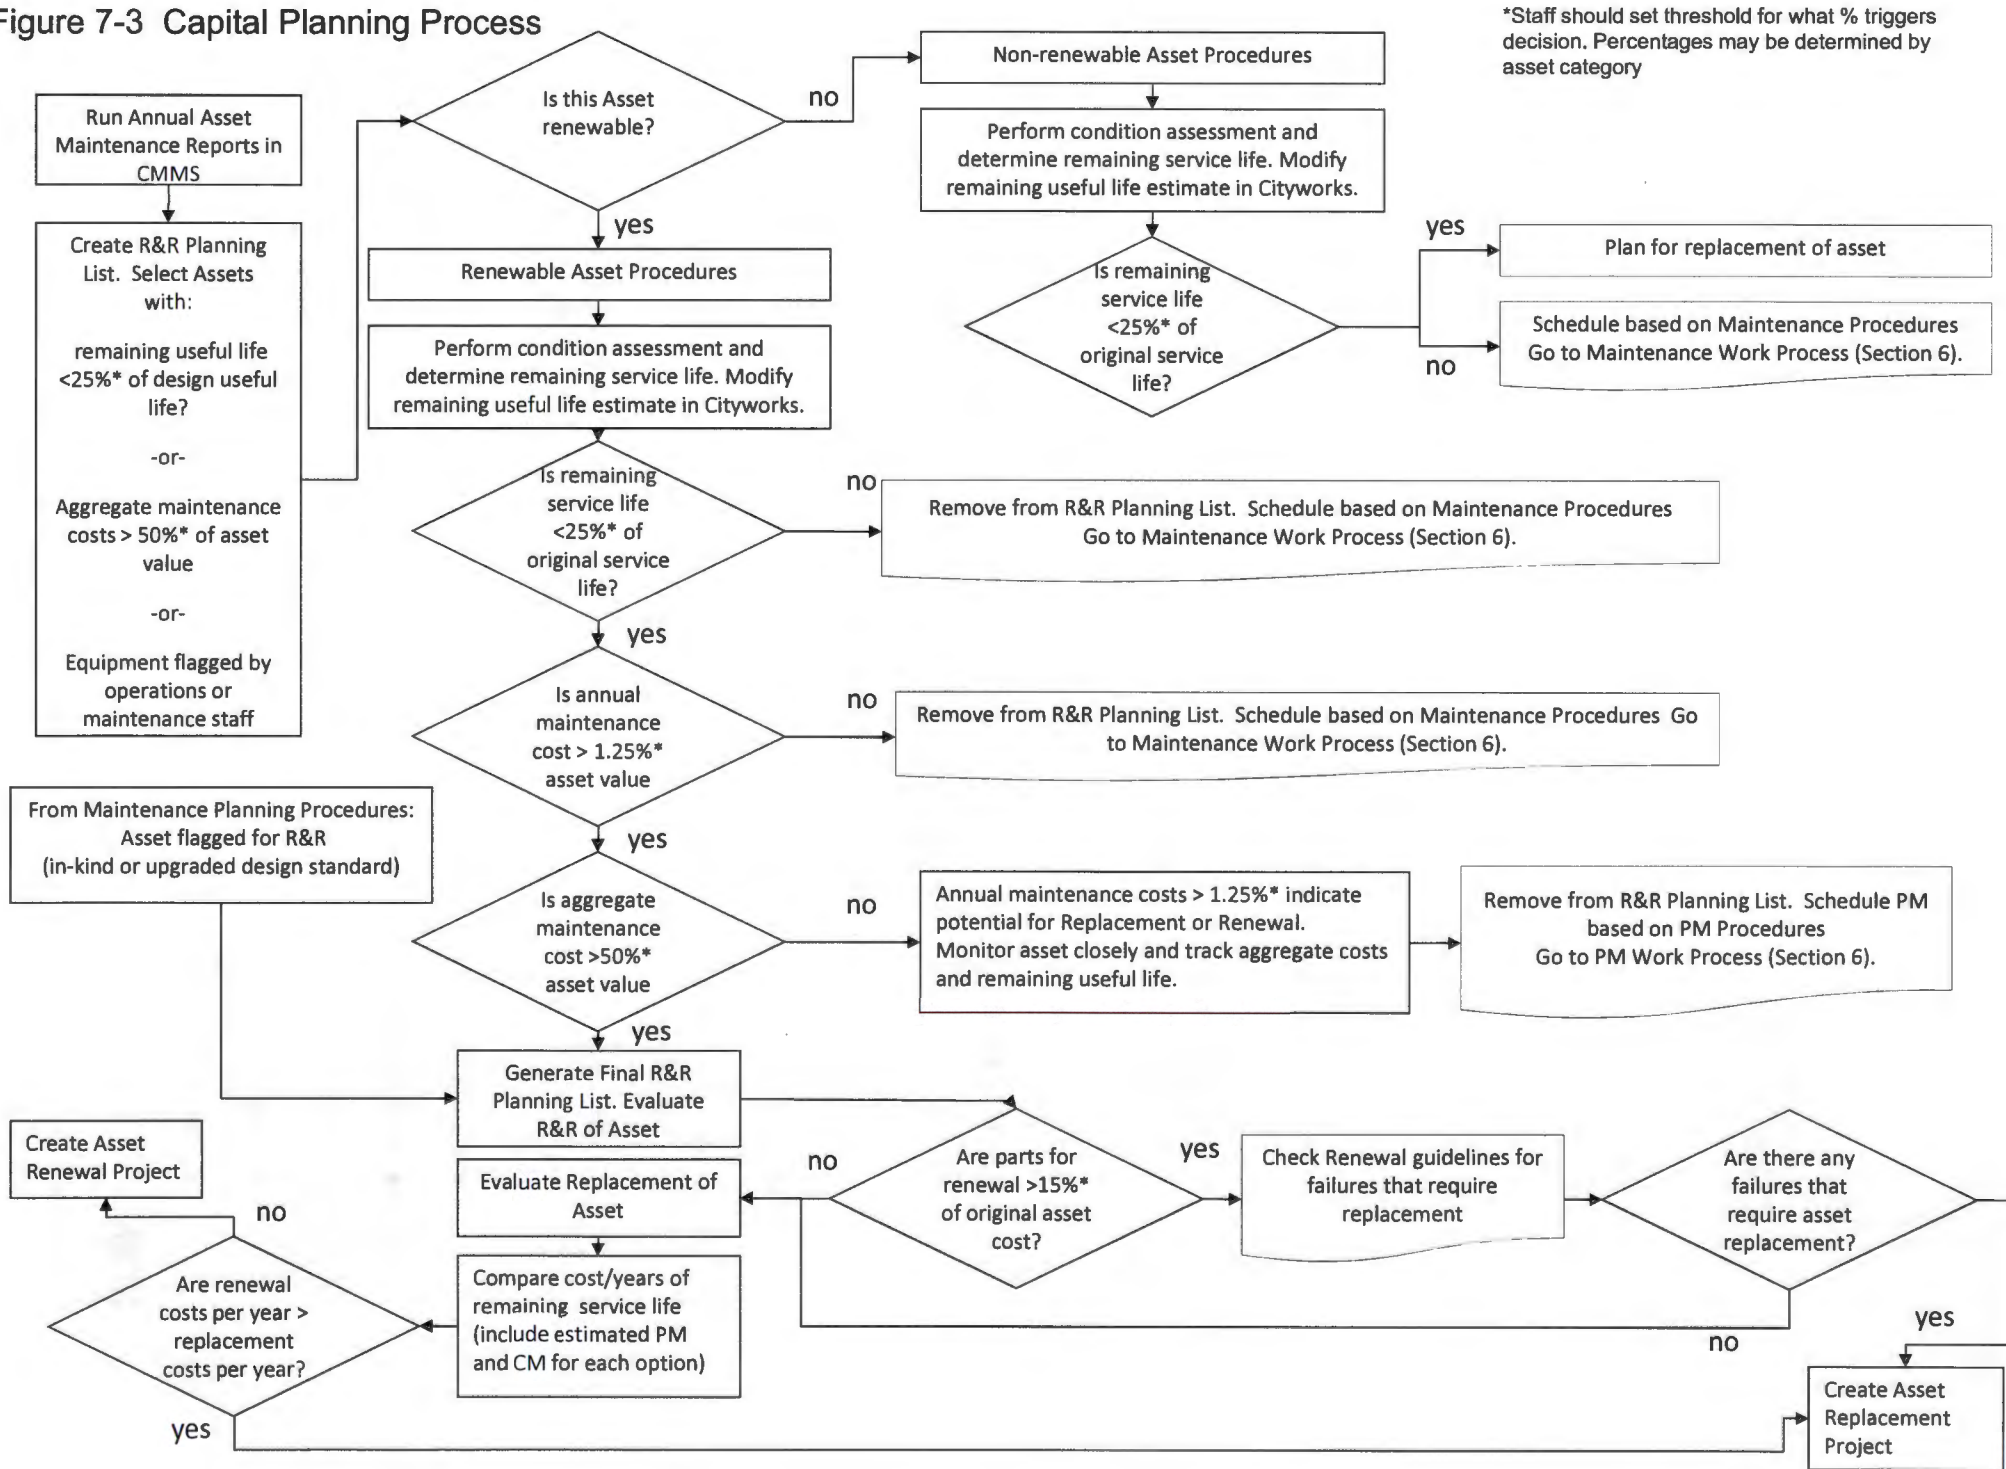 Figure 7-3 Capital Planning Process
*Staff should set threshold for what % triggers
decision. Percentages may be determined by
asset category
Run Annual Asset
Maintenance Reports in
CMMS
Create R&R Planning
List. Select Assets
with:
remaining useful life
<25%* of design useful
life?
-or-
Aggregate maintenance
costs > 50%* of asset
value
-or-
Equipment flagged by
operations or
maintenance staff
Is this Asset
renewable?
no
yes
Non-renewable Asset Procedures
Perform condition assessment and
determine remaining service life. Modify
remaining useful life estimate in Cityworks.
Is remaining
service life
<25%* of
original service
life?
yes
Plan for replacement of asset
no
Schedule based on Maintenance Procedures
Go to Maintenance Work Process (Section 6).
Renewable Asset Procedures
Perform condition assessment and
determine remaining service life. Modify
remaining useful life estimate in Cityworks.
Is remaining
service life
<25%* of
original service
life?
no
Remove from R&R Planning List. Schedule based on Maintenance Procedures
Go to Maintenance Work Process (Section 6).
yes
Is annual
maintenance
cost > 1.25%*
asset value
no
Remove from R&R Planning List. Schedule based on Maintenance Procedures Go
to Maintenance Work Process (Section 6).
yes
From Maintenance Planning Procedures:
Asset flagged for R&R
(in-kind or upgraded design standard)
Is aggregate
maintenance
cost >50%*
asset value
no
Annual maintenance costs > 1.25%* indicate
potential for Replacement or Renewal.
Monitor asset closely and track aggregate costs
and remaining useful life.
Remove from R&R Planning List. Schedule PM
based on PM Procedures
Go to PM Work Process (Section 6).
yes
Generate Final R&R
Planning List. Evaluate
R&R of Asset
Are parts for
renewal >15%*
of original asset
cost?
yes
Check Renewal guidelines for
failures that require
replacement
Are there any
failures that
require asset
replacement?
no
Evaluate Replacement of
Asset
Compare cost/years of
remaining service life
(include estimated PM
and CM for each option)
Create Asset
Renewal Project
no
Are renewal
costs per year >
replacement
costs per year?
yes
no
yes
Create Asset
Replacement
Project